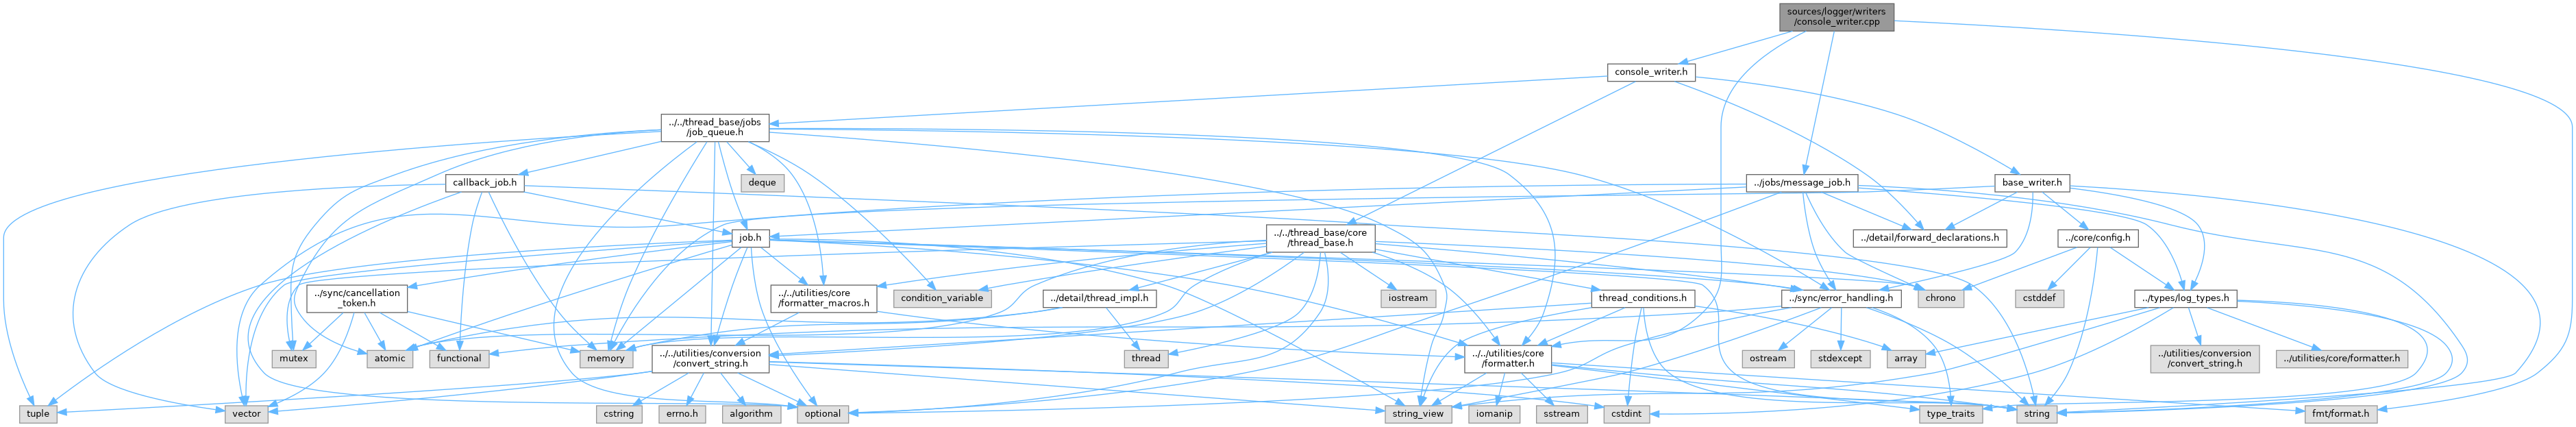 sources/logger/writers
/console_writer.cpp
console_writer.h
../../thread_base/jobs
/job_queue.h
callback_job.h
deque
../jobs/message_job.h
base_writer.h
job.h
../../thread_base/core
/thread_base.h
../detail/forward_declarations.h
../core/config.h
../sync/cancellation
_token.h
../../utilities/core
/formatter_macros.h
condition_variable
../detail/thread_impl.h
iostream
thread_conditions.h
../sync/error_handling.h
chrono
cstddef
../types/log_types.h
mutex
atomic
functional
memory
../../utilities/conversion
/convert_string.h
thread
../../utilities/core
/formatter.h
ostream
stdexcept
array
../utilities/conversion
/convert_string.h
../utilities/core/formatter.h
tuple
vector
cstring
errno.h
algorithm
optional
string_view
iomanip
sstream
cstdint
type_traits
string
fmt/format.h